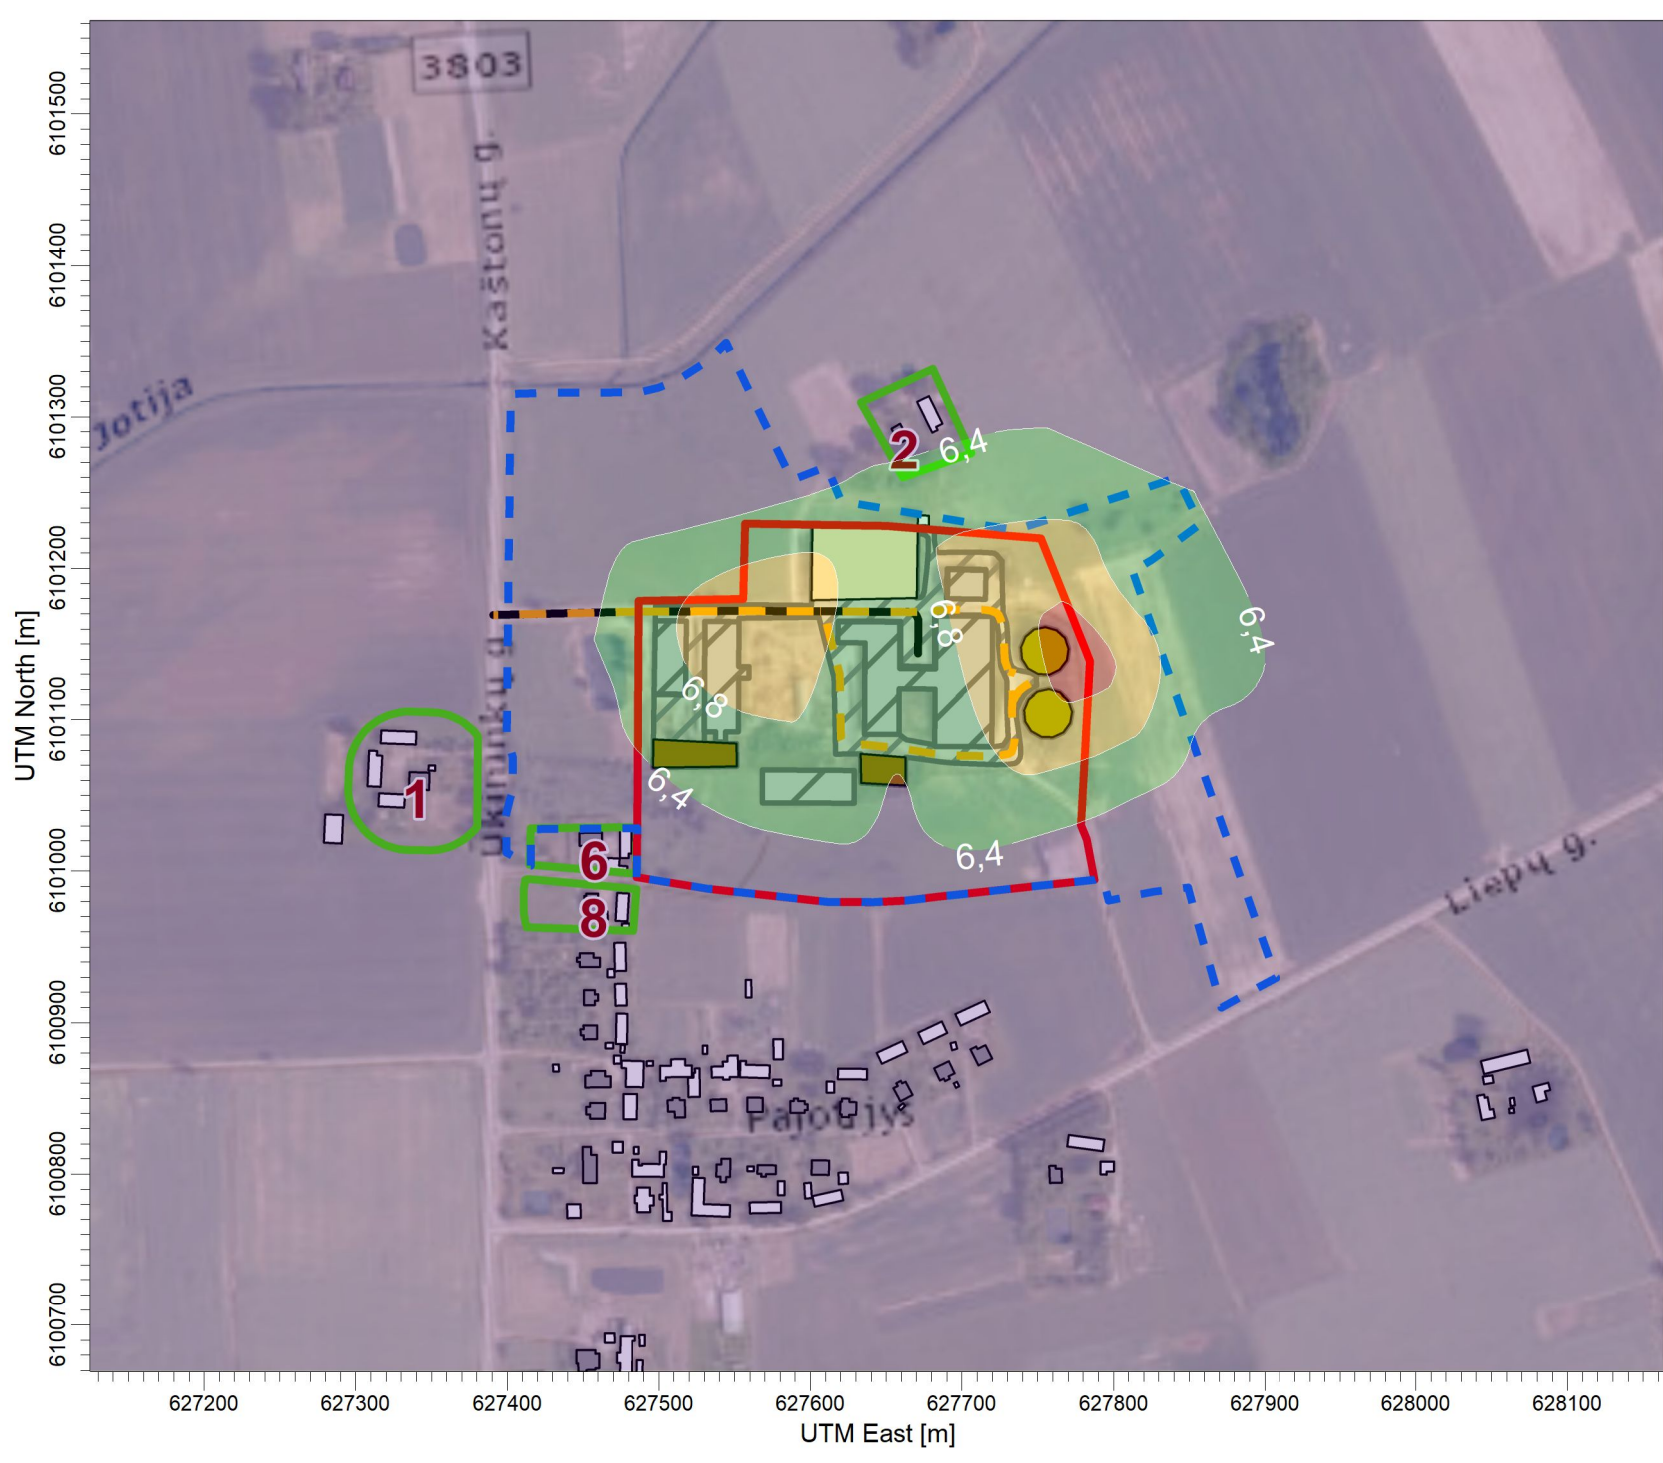 3803
Kaštonų g.
Jotija
Ūkininkų g.
Liepų g.
Pajotijys
2
6,4
6,8
6,4
6,8
1
6,4
6
6,4
8
UTM North [m]
6101500
6101400
6101300
6101200
6101100
6101000
6100900
6100800
6100700
627200 627300 627400 627500 627600 627700 627800 627900 628000 628100
UTM East [m]